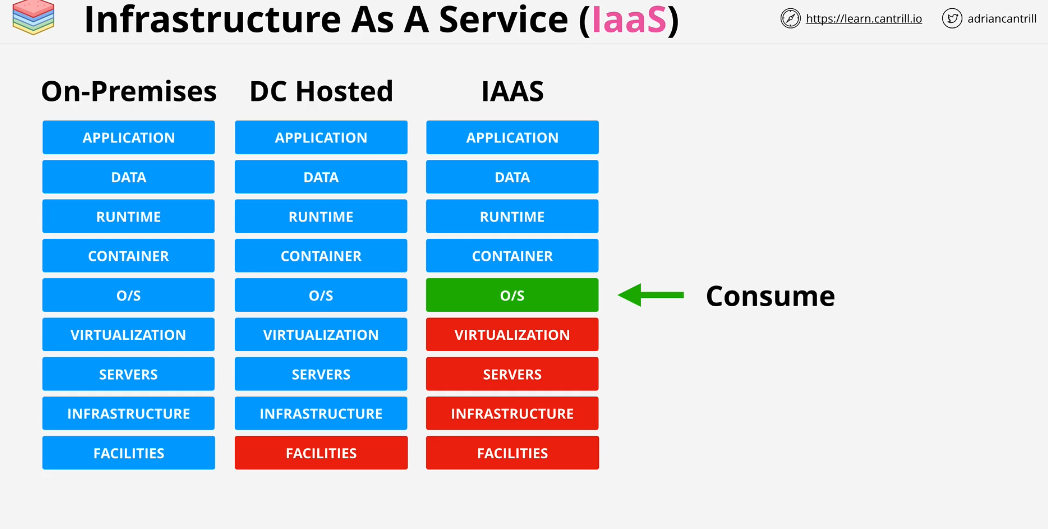 Infrastructure As A Service (IaaS)
https://learn.cantrill.io
adriancantrill
On-Premises
DC Hosted
IAAS
APPLICATION
APPLICATION
APPLICATION
DATA
DATA
DATA
RUNTIME
RUNTIME
RUNTIME
CONTAINER
CONTAINER
CONTAINER
O/S
O/S
O/S
Consume
VIRTUALIZATION
VIRTUALIZATION
VIRTUALIZATION
SERVERS
SERVERS
SERVERS
INFRASTRUCTURE
INFRASTRUCTURE
INFRASTRUCTURE
FACILITIES
FACILITIES
FACILITIES